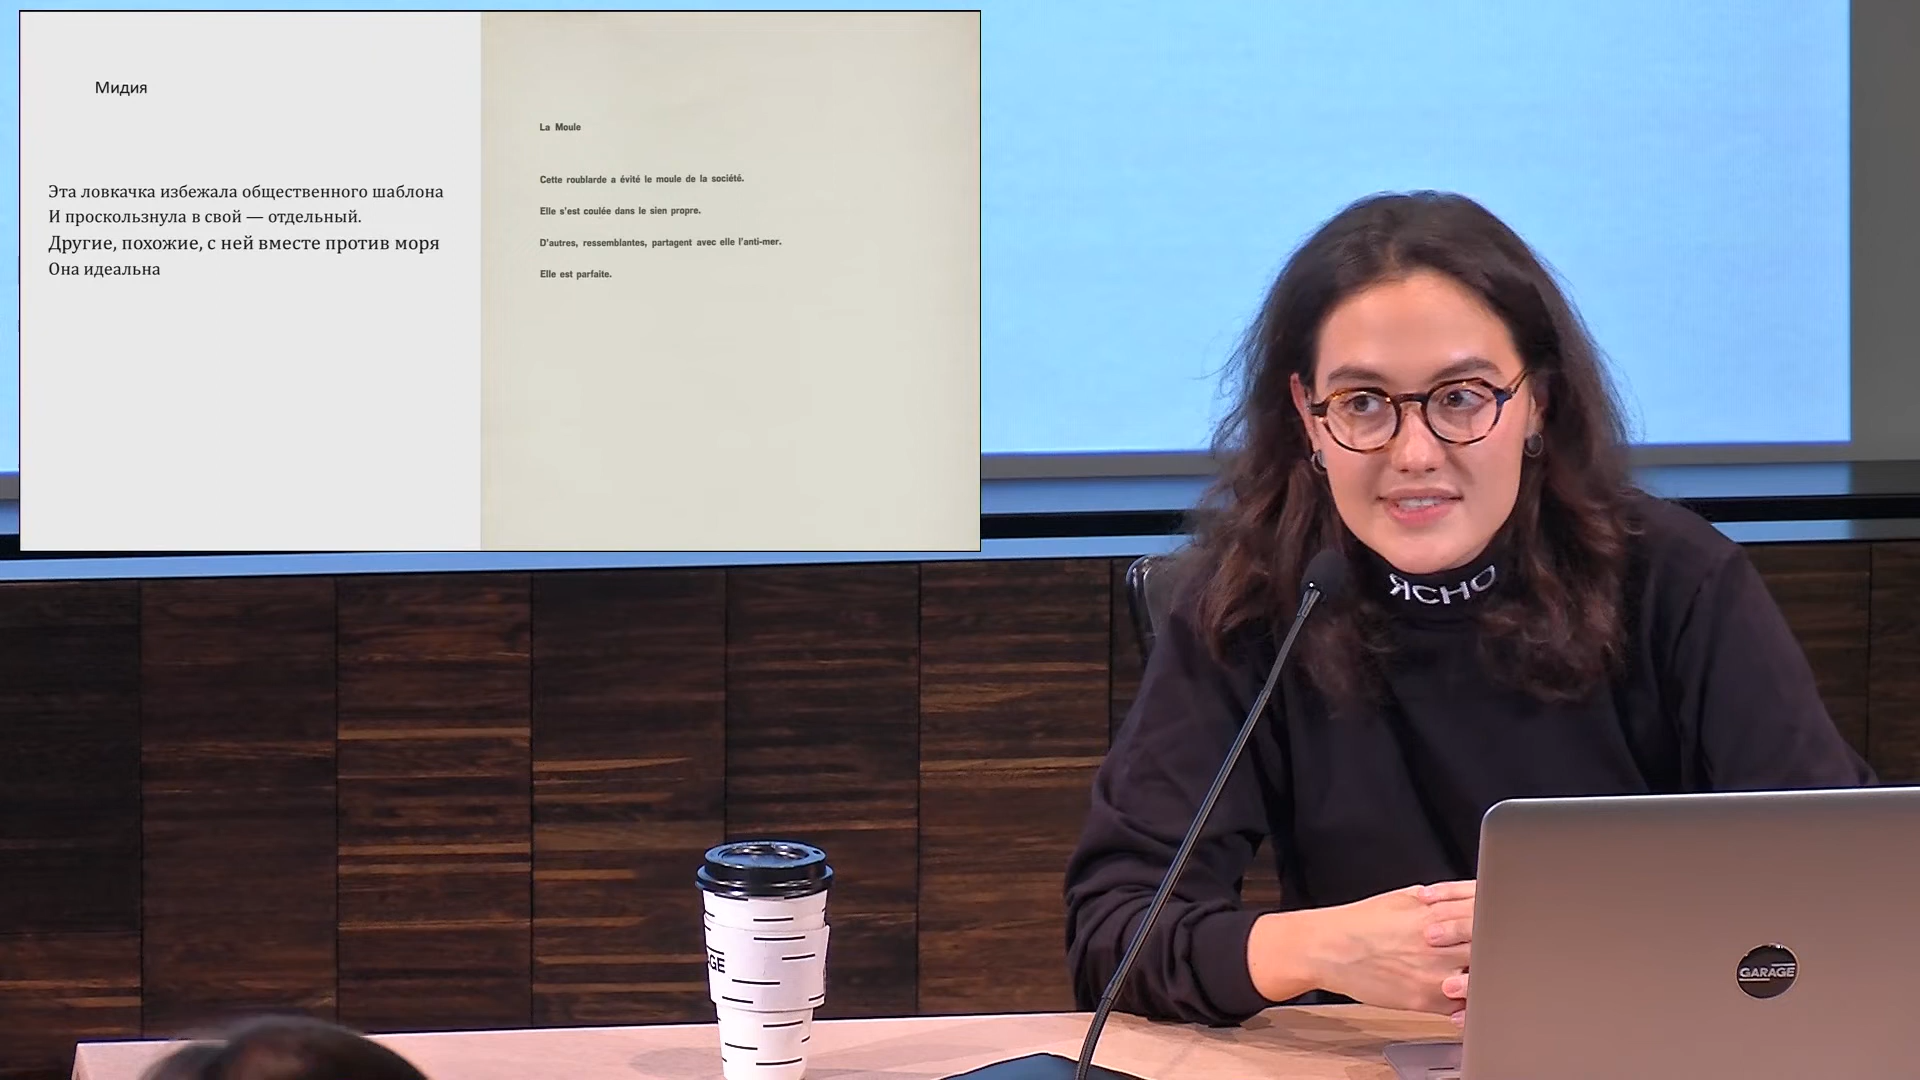 Мидия
Эта ловкачка избежала общественного шаблона
И проскользнула в свой — отдельный.
Другие, похожие, с ней вместе против моря
Она идеальна
La Moule
Cette roublarde a évité le moule de la société.
Elle s'est coulée dans le sien propre.
D'autres, ressemblantes, partagent avec elle l'anti-mer.
Elle est parfaite.
ЯСНО
GE
GARAGE